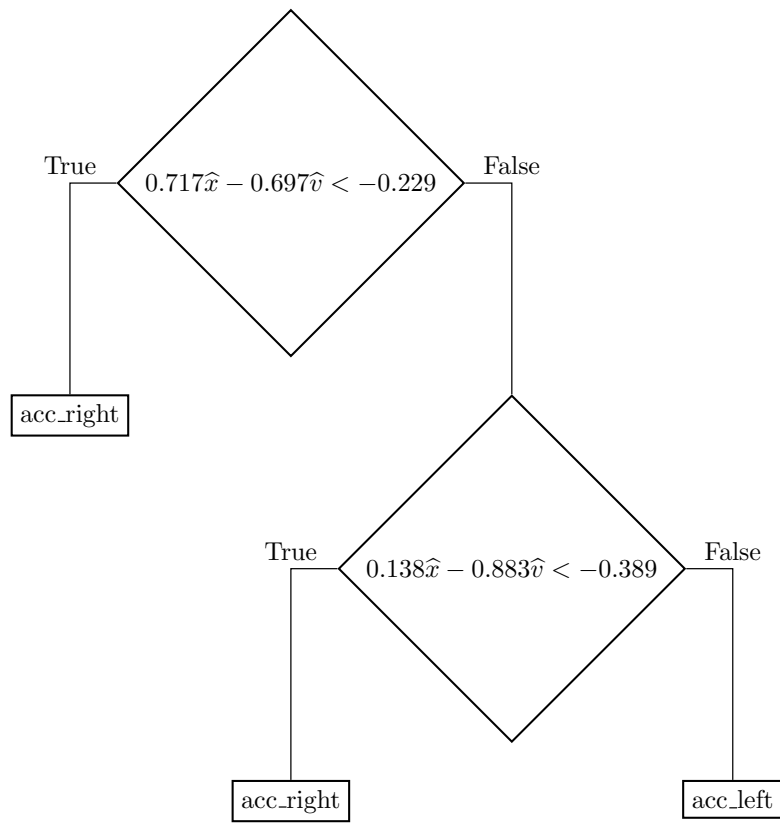 True
False
0.717x̂ − 0.697v̂ < −0.229
acc_right
True
False
0.138x̂ − 0.883v̂ < −0.389
acc_right
acc_left